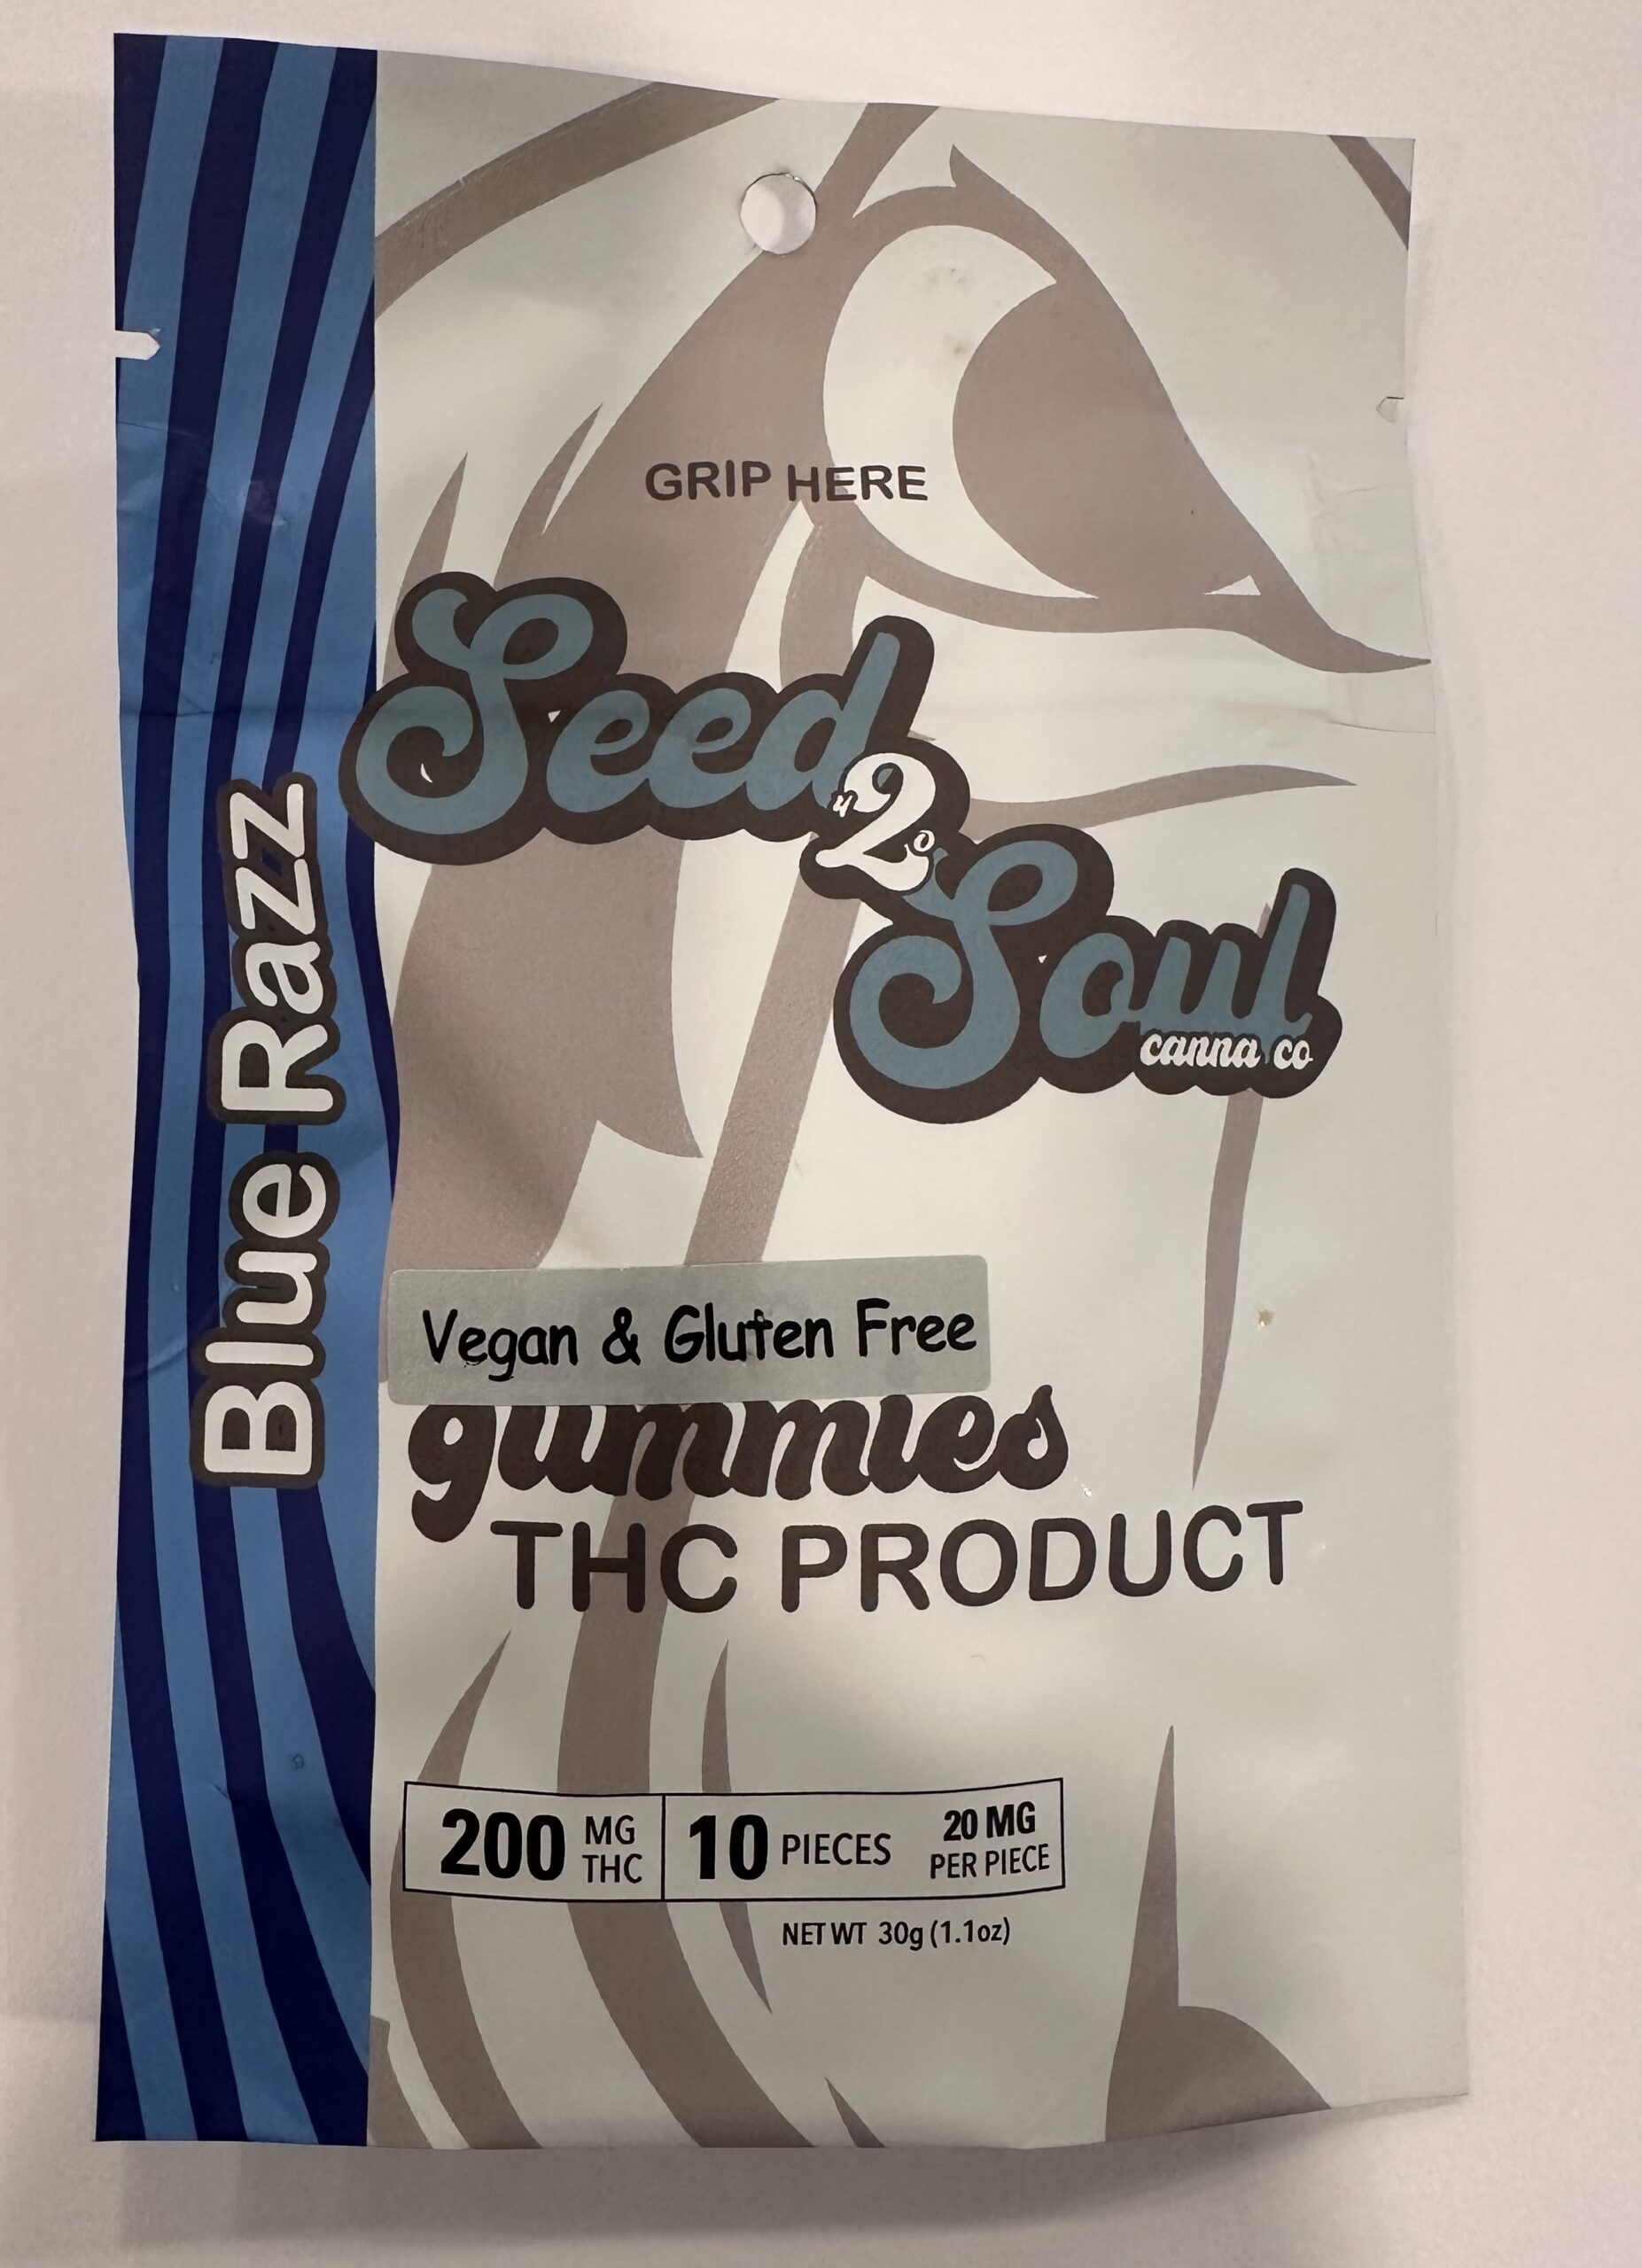 GRIP HERE
Seed
H2O
Soul
canna co
Blue Razz
Vegan & Gluten Free
gummies
THC PRODUCT
200 MG THC
10 PIECES
20 MG PER PIECE
NET WT 30g (1.1oz)